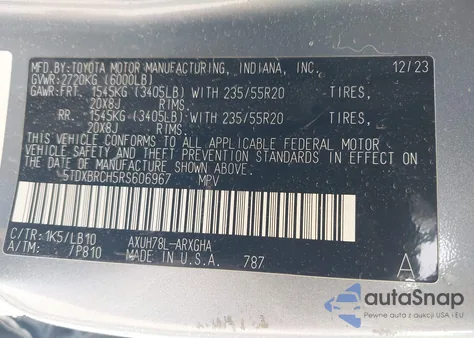 MFD.BY:TOYOTA MOTOR MANUFACTURING, INDIANA, INC. 12/23
GVWR: 2720KG (6000LB)
GAWR:FRT. 1545KG (3405LB) WITH 235/55R20 TIRES,
20X8J RIMS.
RR. 1545KG (3405LB) WITH 235/55R20 TIRES,
20X8J RIMS.
THIS VEHICLE CONFORMS TO ALL APPLICABLE FEDERAL MOTOR
VEHICLE SAFETY AND THEFT PREVENTION STANDARDS IN EFFECT
ON THE DATE OF MANUFACTURE SHOWN ABOVE.
5TDXBRCH5RS606967 MPV
C/TR: 1K5/LB10 AXUH78L-ARXGHA
A/TM: /P810 MADE IN U.S.A. 787 A
autoSnap
Pewne auta z aukcji USA i EU